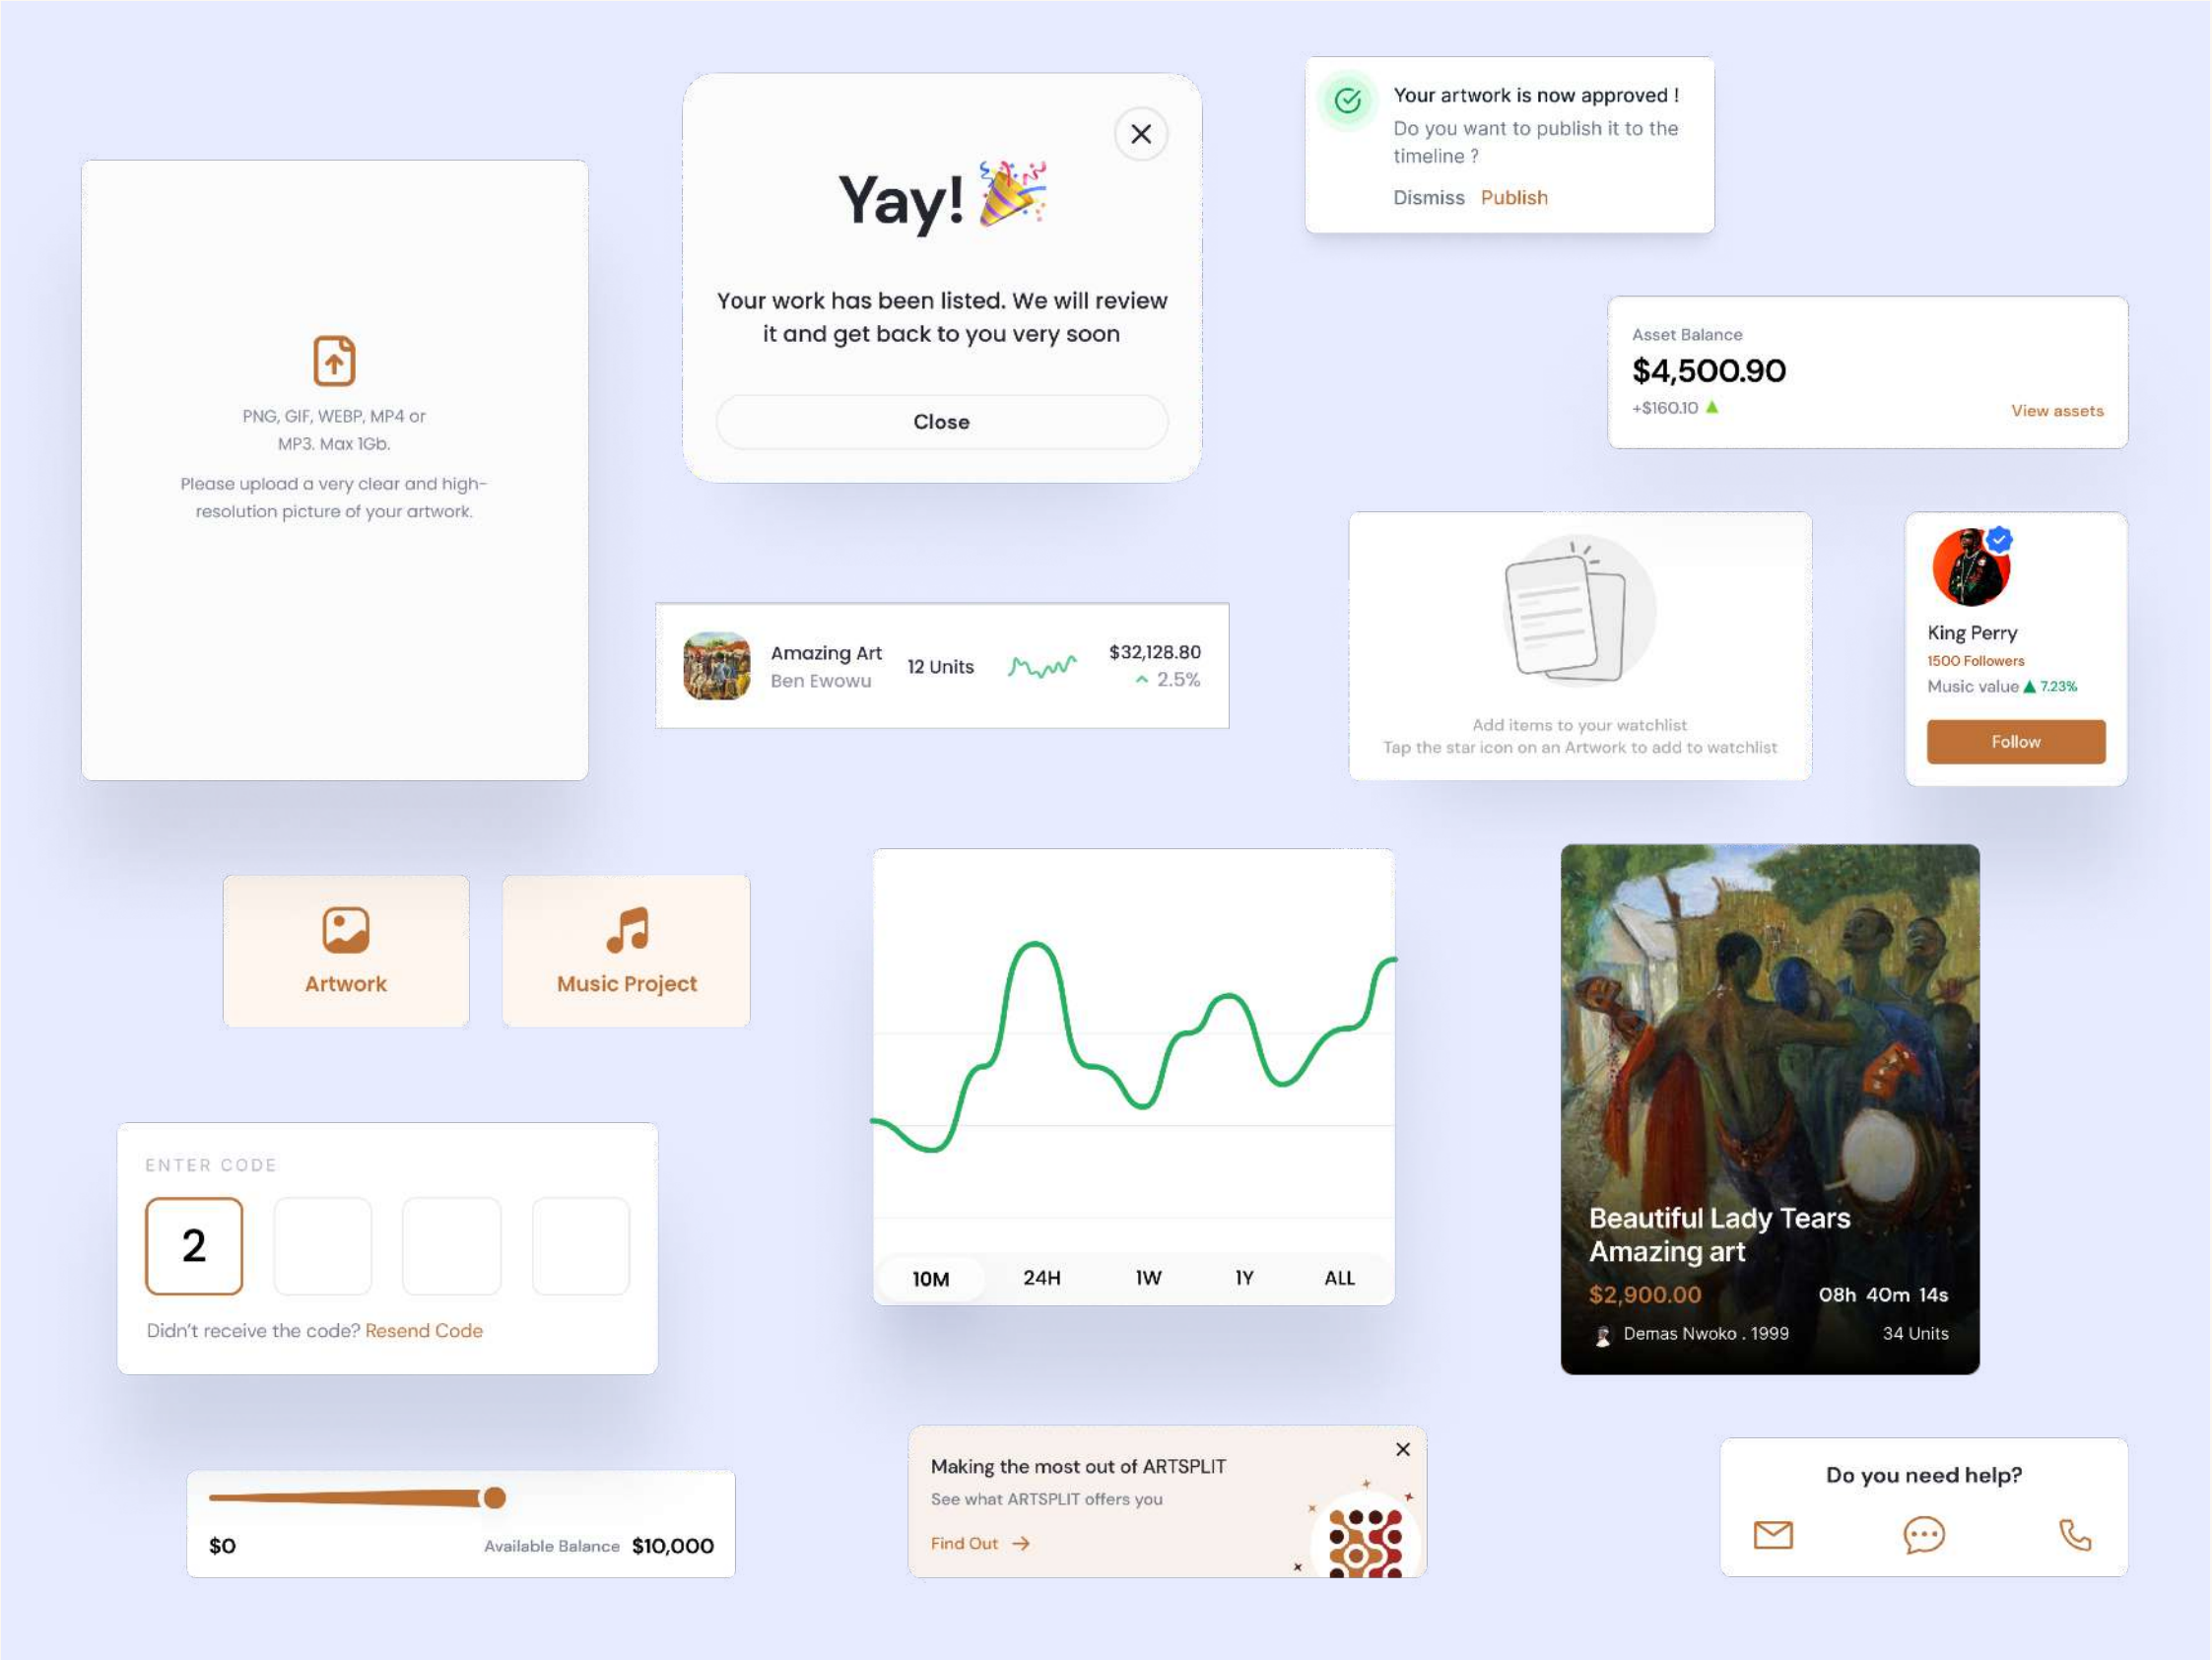 Your artwork is now approved !
Do you want to publish it to the
timeline ?
Dismiss Publish
Yay!
Your work has been listed. We will review
it and get back to you very soon
Close
PNG, GIF, WEBP, MP4 or
MP3. Max 1Gb.
Please upload a very clear and high-
resolution picture of your artwork.
Asset Balance
$4,500.90
+$160.10
View assets
Amazing Art
Ben Ewowu
12 Units
$32,128.80
2.5%
Add items to your watchlist
Tap the star icon on an Artwork to add to watchlist
King Perry
1500 Followers
Music value 7.23%
Follow
Artwork
Music Project
10M 24H 1W 1Y ALL
Beautiful Lady Tears
Amazing art
$2,900.00 08h 40m 14s
Demas Nwoko . 1999 34 Units
ENTER CODE
2
Didn't receive the code? Resend Code
$0 Available Balance $10,000
Making the most out of ARTSPLIT
See what ARTSPLIT offers you
Find Out
Do you need help?